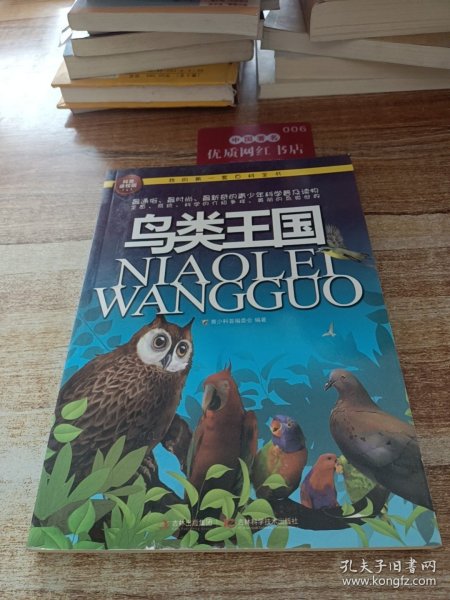 006
中国著名
优质网红书店
我的第一套百科全书
最通俗、最时尚、最新奇的青少年科学普及读物
鸟类王国
NIAOLEI
WANGGUO
青少科普编委会 编著
吉林出版集团
吉林科学技术出版社
孔夫子旧书网
www.kongfz.com